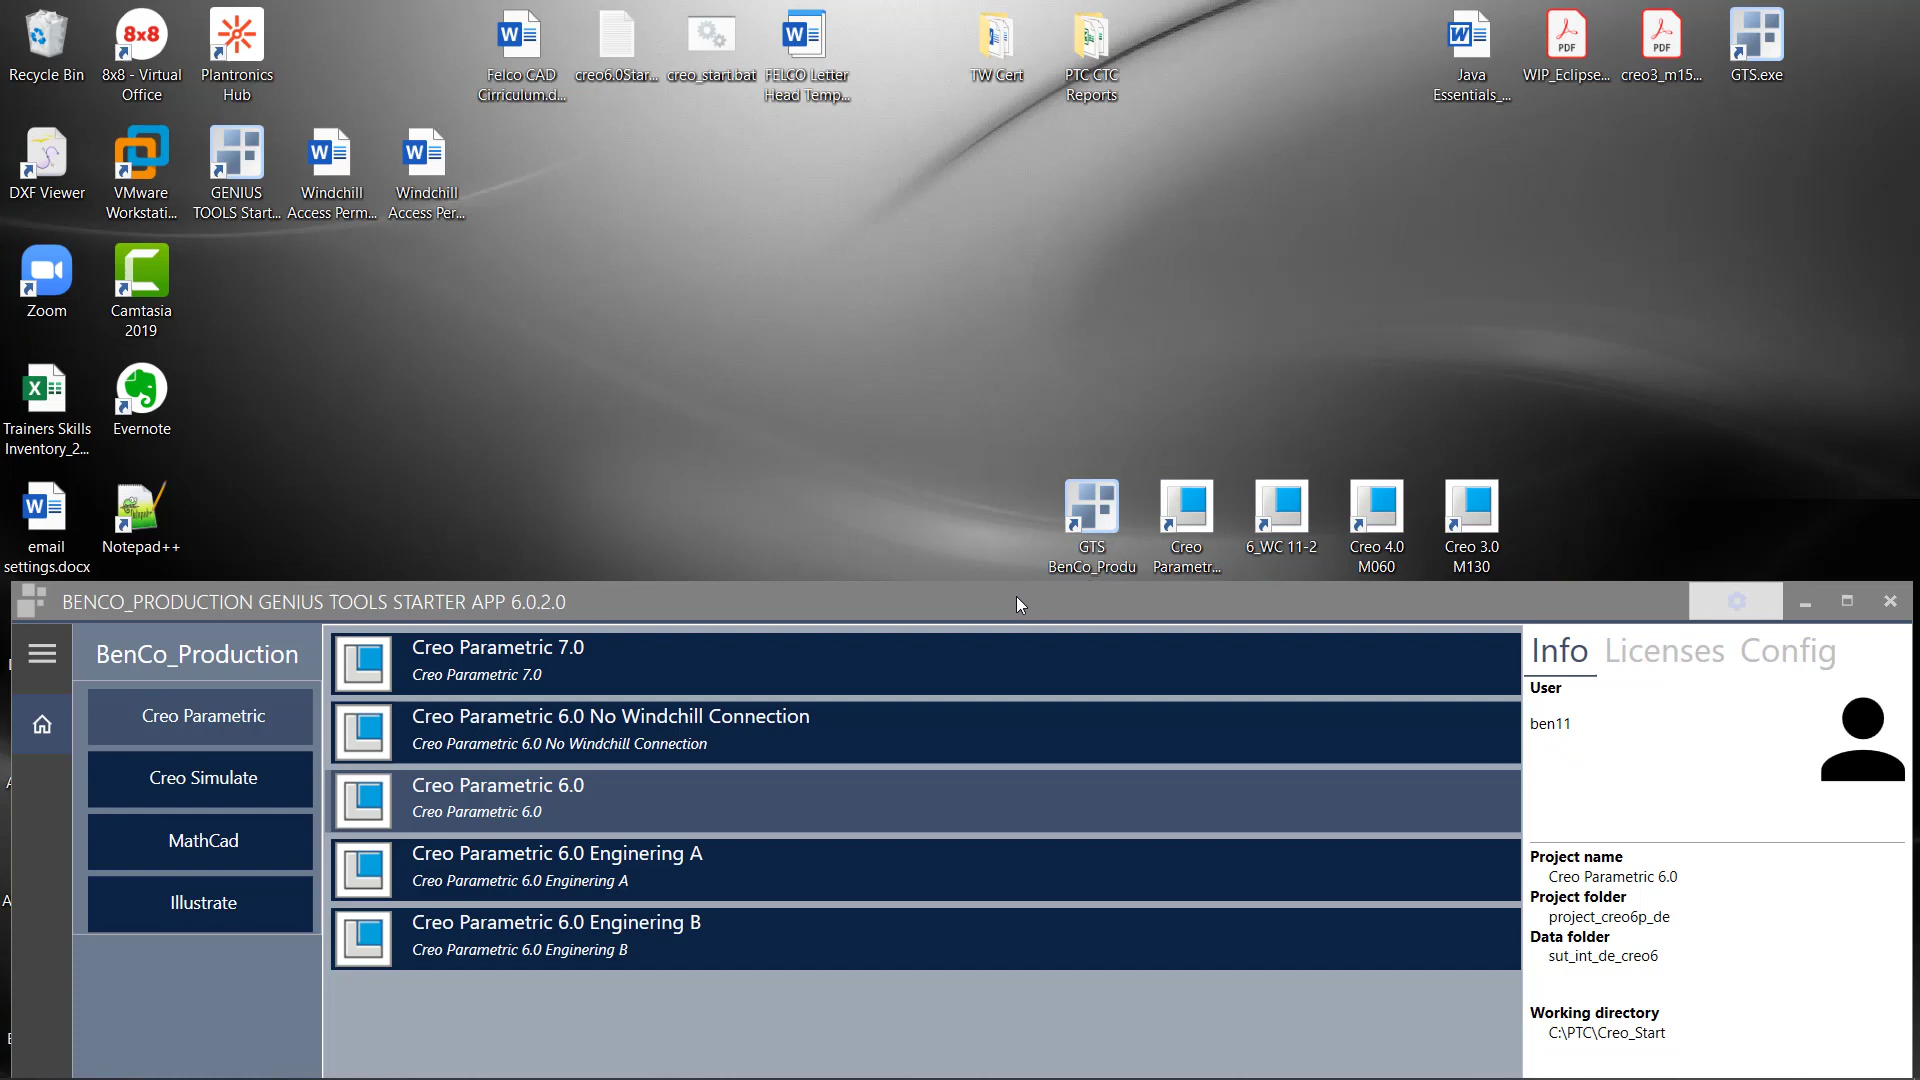 Recycle Bin
8x8 - Virtual
Office
Plantronics
Hub
Felco CAD
Cirriculum.d...
creo6.0Star...
creo_start.bat
FELCO Letter
Head Temp...
TW Cert
PTC CTC
Reports
Java
Essentials_...
WIP_Eclipse...
creo3_m15...
GTS.exe
DXF Viewer
VMware
Workstati...
GENIUS
TOOLS Start...
Windchill
Access Perm...
Windchill
Access Per...
Zoom
Camtasia
2019
Trainers Skills
Inventory_2...
Evernote
email
settings.docx
Notepad++
GTS
BenCo_Produ
Creo
Parametr...
6_WC 11-2
Creo 4.0
M060
Creo 3.0
M130
BENCO_PRODUCTION GENIUS TOOLS STARTER APP 6.0.2.0
BenCo_Production
Creo Parametric
Creo Simulate
MathCad
Illustrate
Creo Parametric 7.0
Creo Parametric 7.0
Creo Parametric 6.0 No Windchill Connection
Creo Parametric 6.0 No Windchill Connection
Creo Parametric 6.0
Creo Parametric 6.0
Creo Parametric 6.0 Enginering A
Creo Parametric 6.0 Enginering A
Creo Parametric 6.0 Enginering B
Creo Parametric 6.0 Enginering B
Info Licenses Config
User
ben11
Project name
Creo Parametric 6.0
Project folder
project_creo6p_de
Data folder
sut_int_de_creo6
Working directory
C:\PTC\Creo_Start